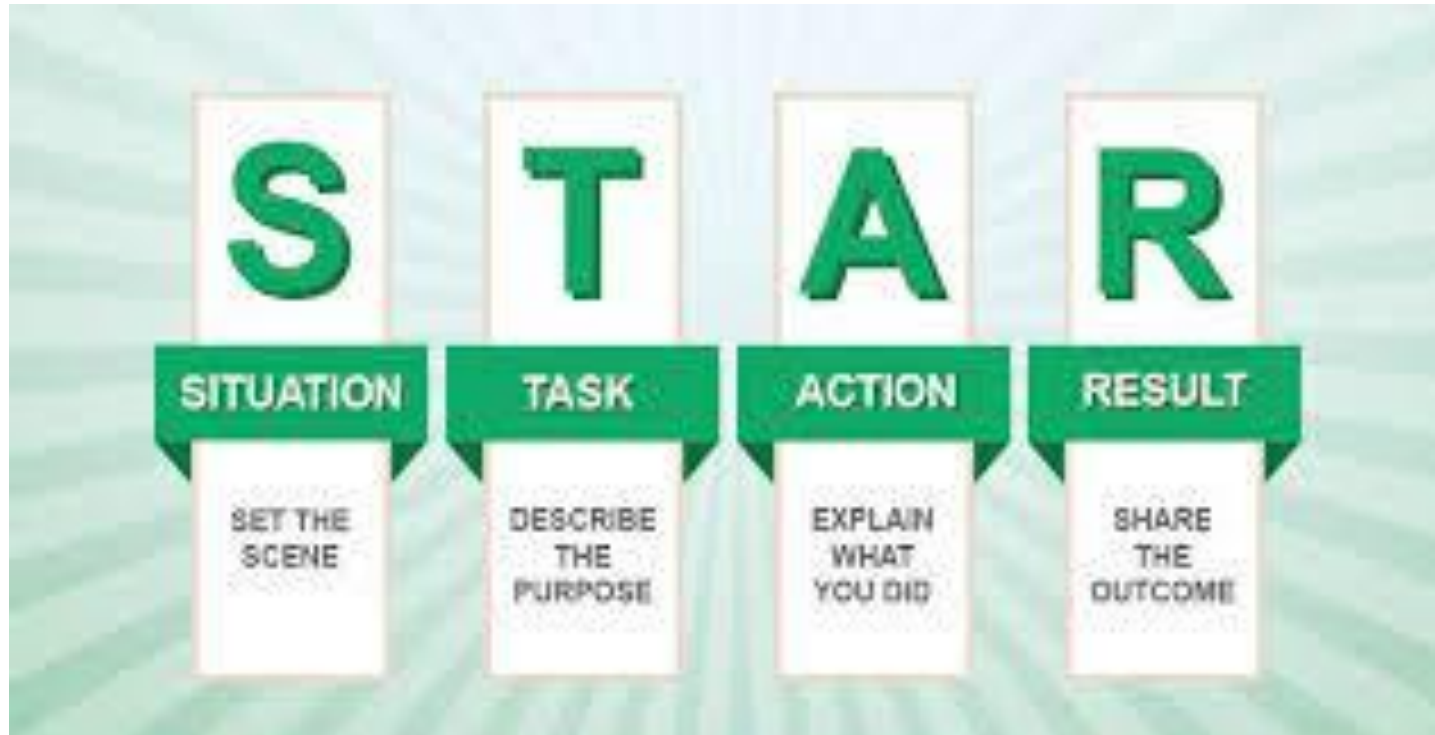 S
SITUATION
SET THE
SCENE
T
TASK
DESCRIBE
THE
PURPOSE
A
ACTION
EXPLAIN
WHAT
YOU DID
R
RESULT
SHARE
THE
OUTCOME